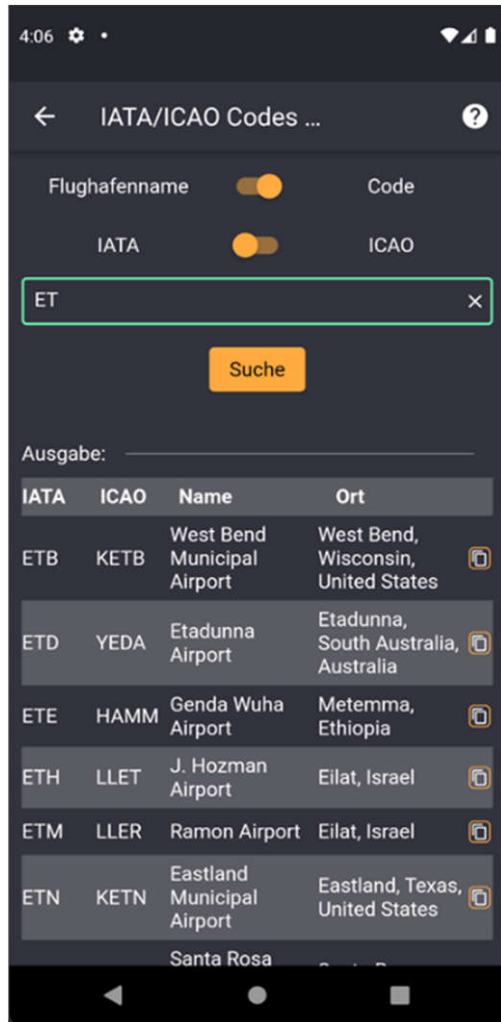 4:06
IATA/ICAO Codes ...
Flughafenname Code
IATA ICAO
ET
Suche
Ausgabe:
IATA ICAO Name Ort
ETB KETB West Bend Municipal Airport West Bend, Wisconsin, United States
ETD YEDA Etadunna Airport Etadunna, South Australia, Australia
ETE HAMM Genda Wuha Airport Metemma, Ethiopia
ETH LLET J. Hozman Airport Eilat, Israel
ETM LLER Ramon Airport Eilat, Israel
ETN KETN Eastland Municipal Airport Eastland, Texas, United States
Santa Rosa